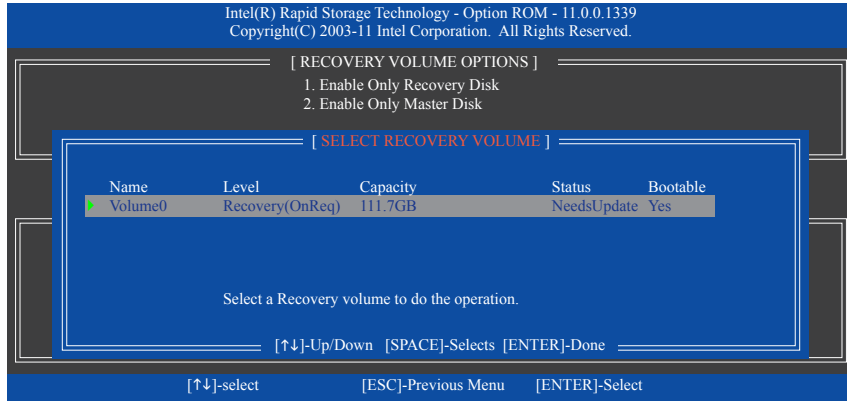 Intel(R) Rapid Storage Technology - Option ROM - 11.0.0.1339
Copyright(C) 2003-11 Intel Corporation.  All Rights Reserved.
[ RECOVERY VOLUME OPTIONS ]
1. Enable Only Recovery Disk
2. Enable Only Master Disk
[ SELECT RECOVERY VOLUME ]
Name Level Capacity Status Bootable
Volume0 Recovery(OnReq) 111.7GB NeedsUpdate Yes
Select a Recovery volume to do the operation.
[↑↓]-Up/Down [SPACE]-Selects [ENTER]-Done
[↑↓]-select [ESC]-Previous Menu [ENTER]-Select